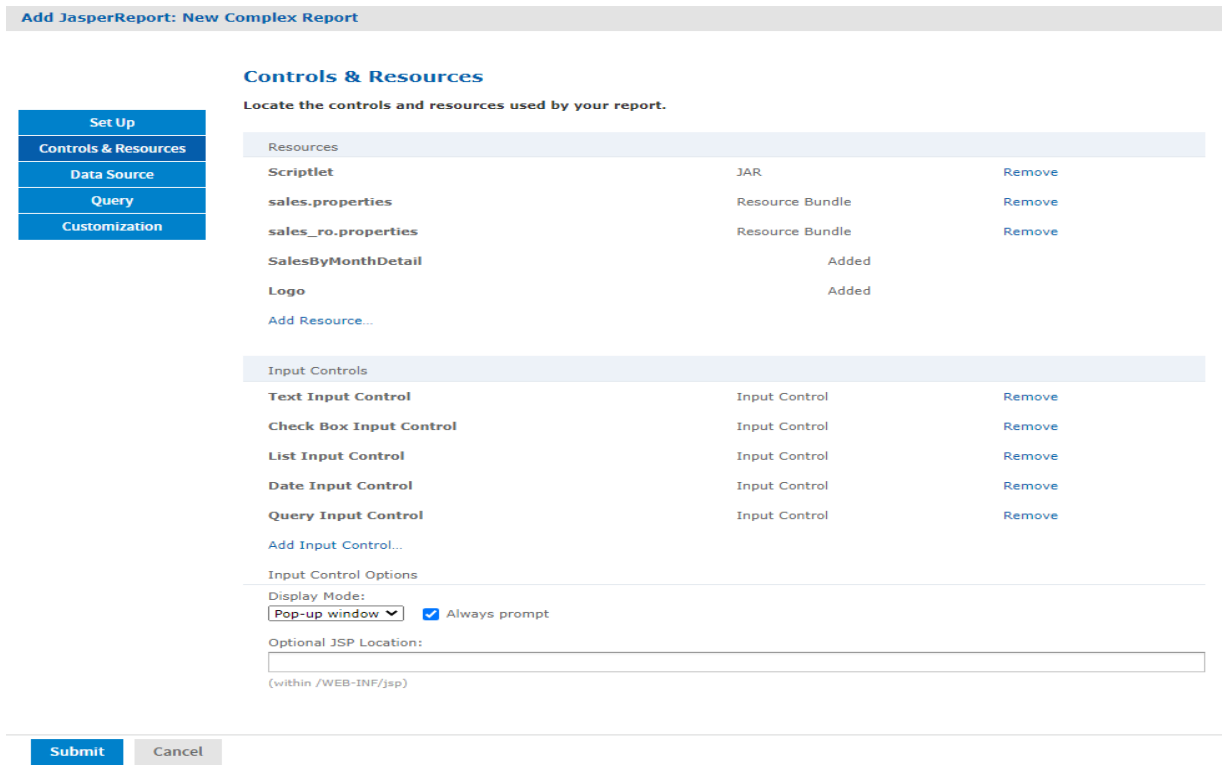 Add JasperReport: New Complex Report
Controls & Resources
Locate the controls and resources used by your report.
Set Up
Controls & Resources
Data Source
Query
Customization
Resources
Scriptlet JAR Remove
sales.properties Resource Bundle Remove
sales_ro.properties Resource Bundle Remove
SalesByMonthDetail Added
Logo Added
Add Resource...
Input Controls
Text Input Control Input Control Remove
Check Box Input Control Input Control Remove
List Input Control Input Control Remove
Date Input Control Input Control Remove
Query Input Control Input Control Remove
Add Input Control...
Input Control Options
Display Mode:
Pop-up window Always prompt
Optional JSP Location:
(within /WEB-INF/jsp)
Submit Cancel